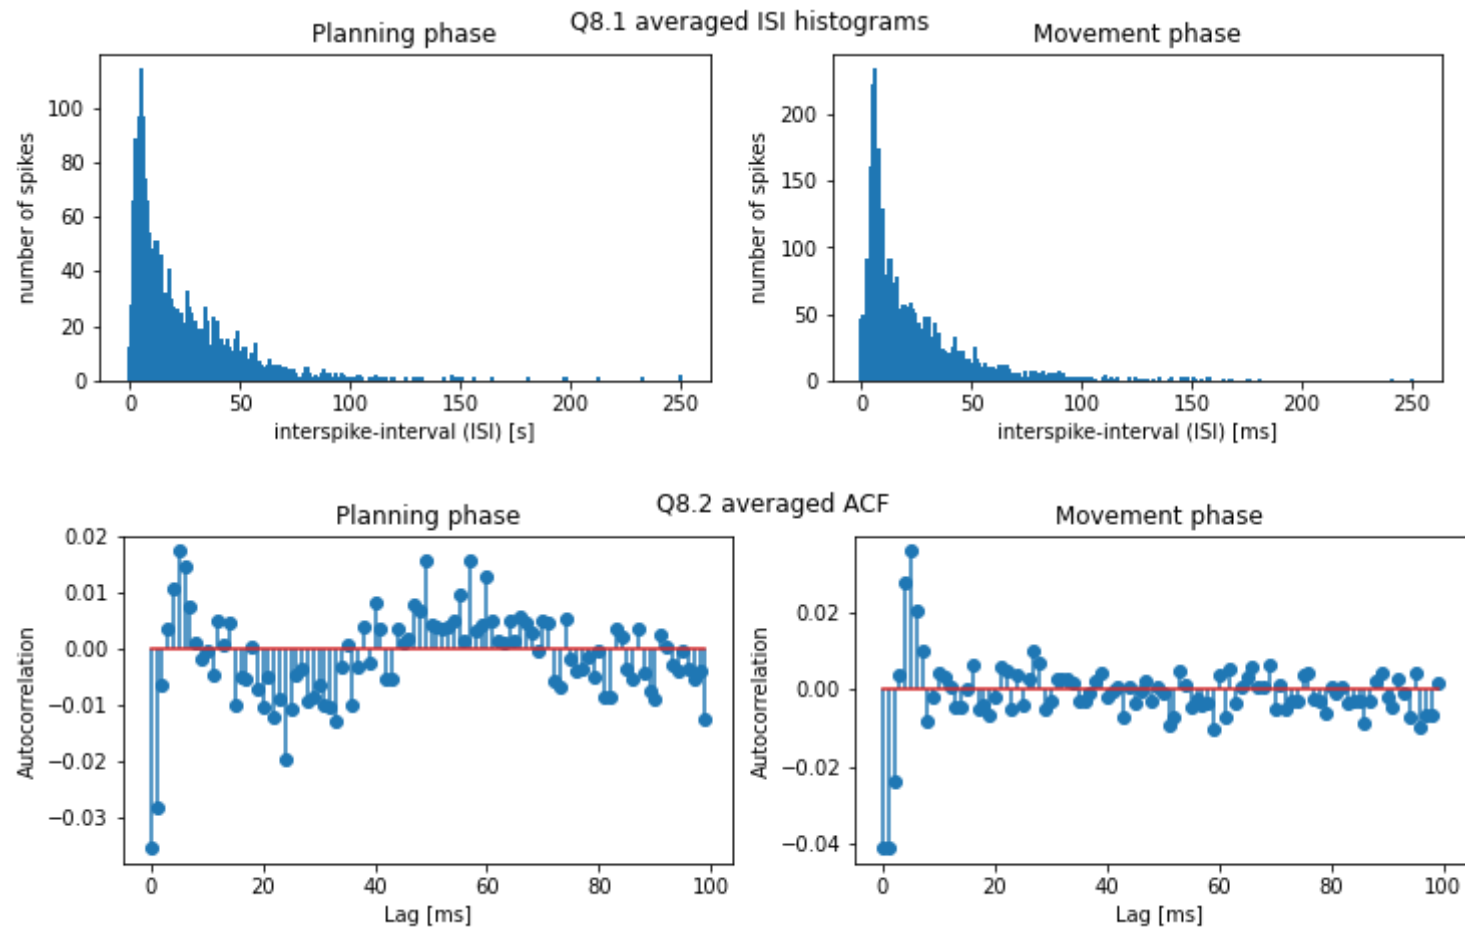 Q8.1 averaged ISI histograms
Planning phase
Movement phase
number of spikes
100
80
60
40
20
0
0 50 100 150 200 250
interspike-interval (ISI) [s]
number of spikes
200
150
100
50
0
0 50 100 150 200 250
interspike-interval (ISI) [ms]
Q8.2 averaged ACF
Planning phase
Movement phase
Autocorrelation
0.02
0.01
0.00
−0.01
−0.02
−0.03
0 20 40 60 80 100
Lag [ms]
Autocorrelation
0.02
0.00
−0.02
−0.04
0 20 40 60 80 100
Lag [ms]